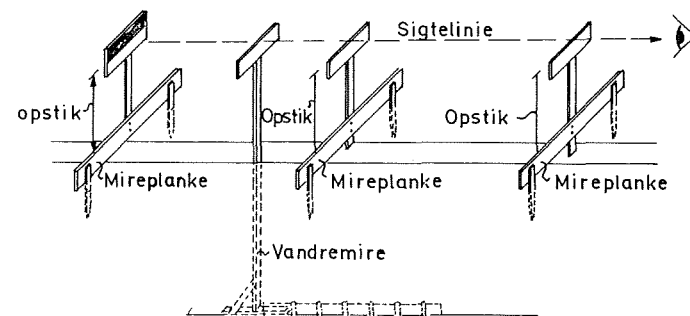 Sigtelinie
opstik
Opstik
Opstik
Mireplanke
Mireplanke
Mireplanke
Vandremire